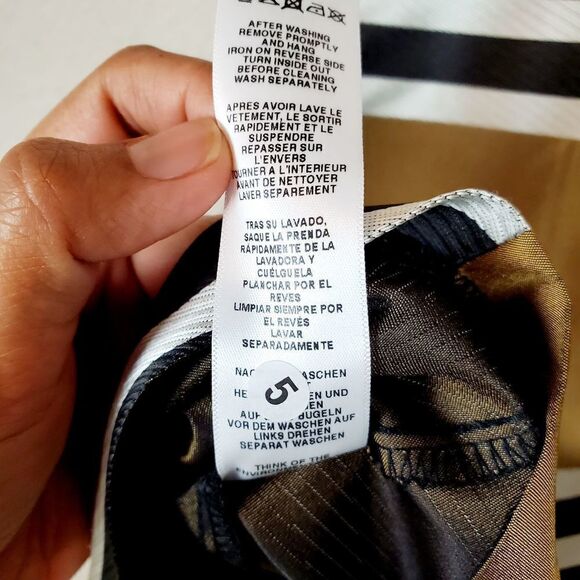 AFTER WASHING
REMOVE PROMPTLY
AND HANG
IRON ON REVERSE SIDE
TURN INSIDE OUT
BEFORE CLEANING
WASH SEPARATELY
APRES AVOIR LAVE LE
VETEMENT, LE SORTIR
RAPIDEMENT ET LE
SUSPENDRE
REPASSER SUR
L'ENVERS
TOURNER A L'INTERIEUR
AVANT DE NETTOYER
LAVER SEPAREMENT
TRAS SU LAVADO,
SAQUE LA PRENDA
RÁPIDAMENTE DE LA
LAVADORA Y
CUÉLGUELA
PLANCHAR POR EL
REVES
LIMPIAR SIEMPRE POR
EL REVÉS
LAVAR
SEPARADAMENTE
5
UND
BUGELN
VOR DEM WASCHEN AUF
LINKS DREHEN
SEPARAT WASCHEN
THINK OF THE